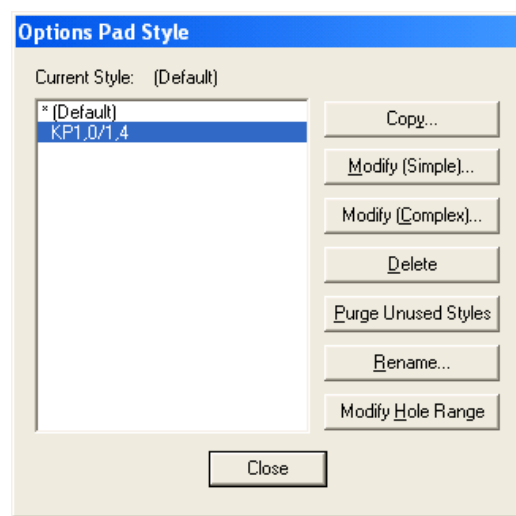 Options Pad Style
Current Style: (Default)
* (Default)
KP1,0/1,4
Copy...
Modify (Simple)...
Modify (Complex)...
Delete
Purge Unused Styles
Rename...
Modify Hole Range
Close